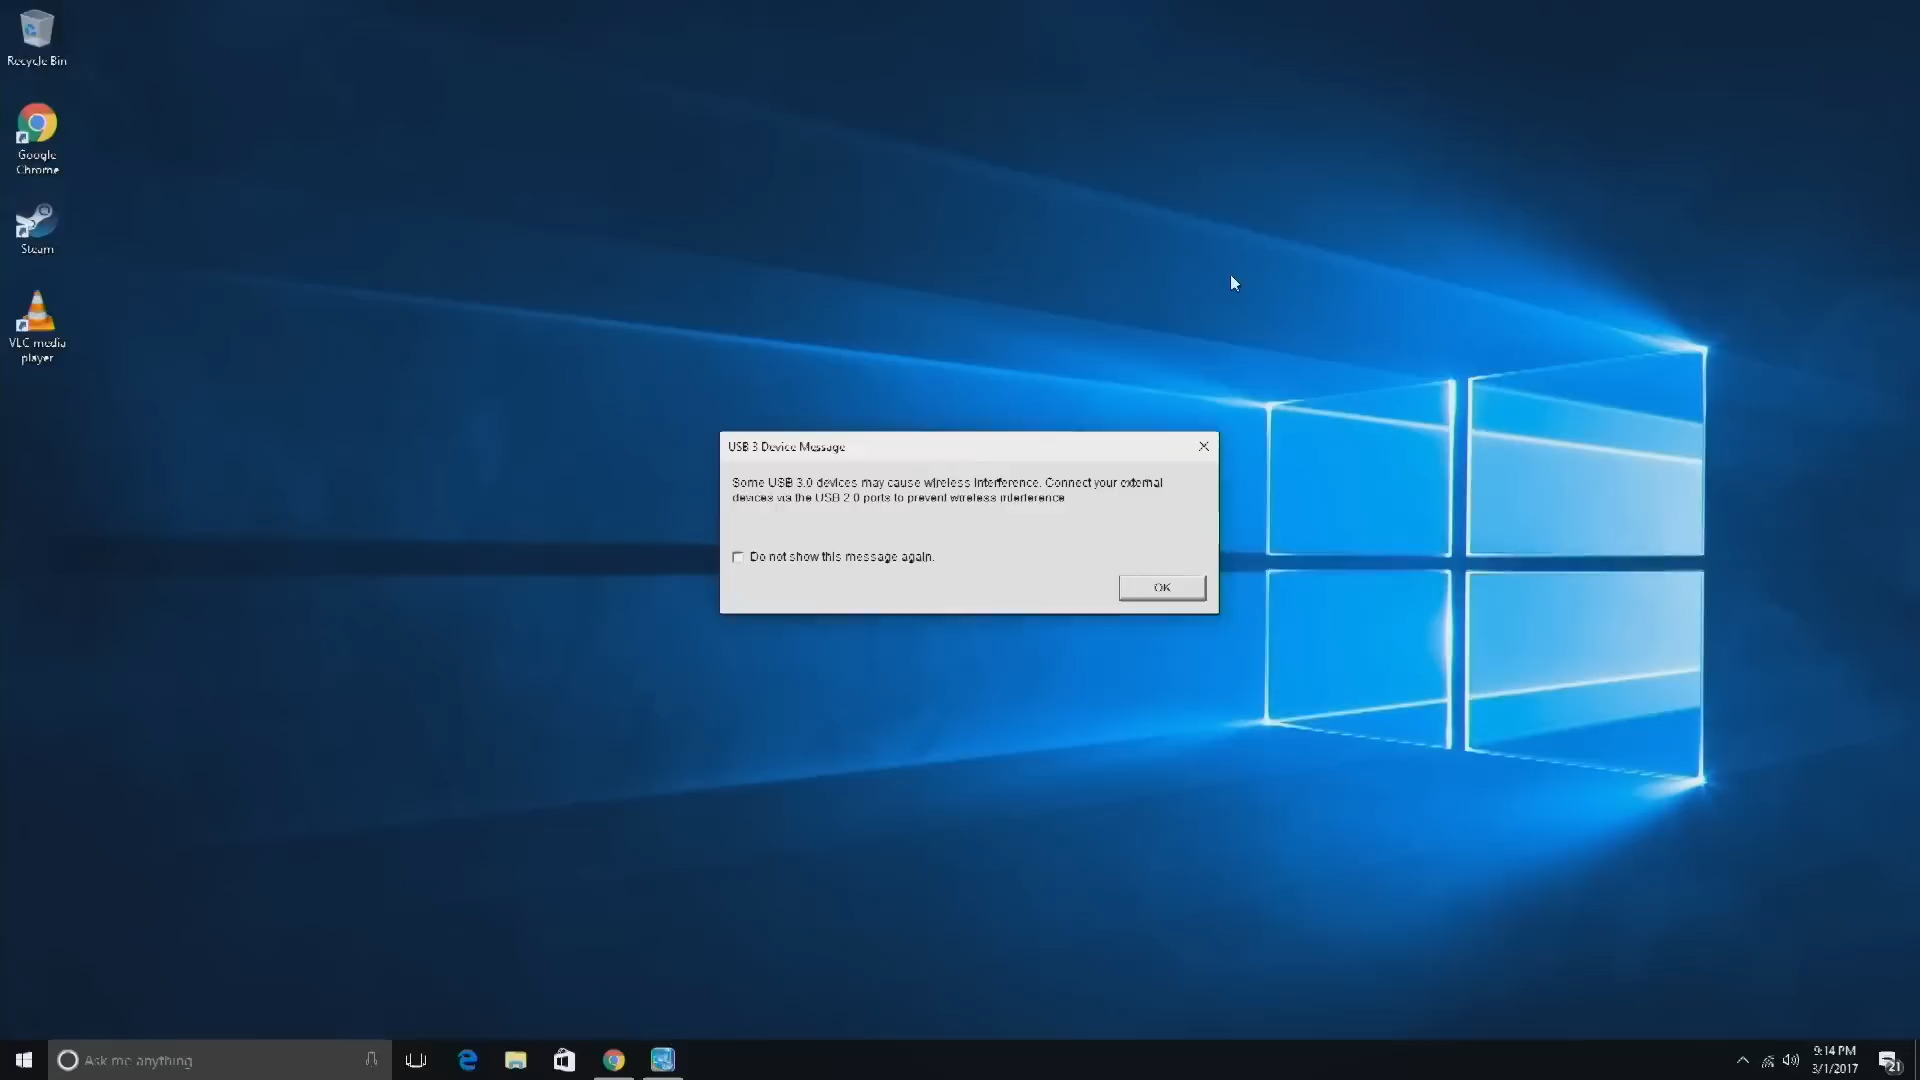 Recycle Bin
Google
Chrome
Steam
VLC media
player
USB 3 Device Message
Some USB 3.0 devices may cause wireless interference. Connect your external
devices via the USB 2.0 ports to prevent wireless interference
Do not show this message again.
OK
Ask me anything
9:14 PM
3/1/2017
21